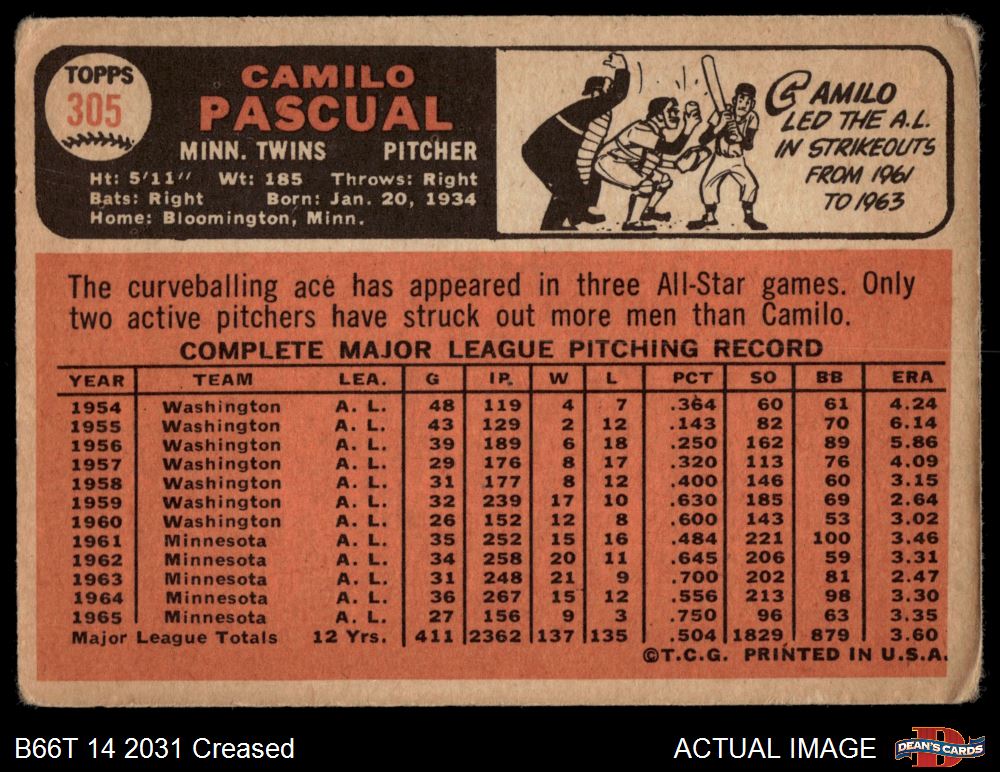 TOPPS
305
CAMILO
PASCUAL
MINN. TWINS PITCHER
Ht: 5'11" Wt: 185 Throws: Right
Bats: Right Born: Jan. 20, 1934
Home: Bloomington, Minn.
CAMILO
LED THE A.L.
IN STRIKEOUTS
FROM 1961
TO 1963
The curveballing ace has appeared in three All-Star games. Only
two active pitchers have struck out more men than Camilo.
COMPLETE MAJOR LEAGUE PITCHING RECORD
YEAR TEAM LEA. G IP. W L PCT SO BB ERA
1954 Washington A. L. 48 119 4 7 .364 60 61 4.24
1955 Washington A. L. 43 129 2 12 .143 82 70 6.14
1956 Washington A. L. 39 189 6 18 .250 162 89 5.86
1957 Washington A. L. 29 176 8 17 .320 113 76 4.09
1958 Washington A. L. 31 177 8 12 .400 146 60 3.15
1959 Washington A. L. 32 239 17 10 .630 185 69 2.64
1960 Washington A. L. 26 152 12 8 .600 143 53 3.02
1961 Minnesota A. L. 35 252 15 16 .484 221 100 3.46
1962 Minnesota A. L. 34 258 20 11 .645 206 59 3.31
1963 Minnesota A. L. 31 248 21 9 .700 202 81 2.47
1964 Minnesota A. L. 36 267 15 12 .556 213 98 3.30
1965 Minnesota A. L. 27 156 9 3 .750 96 63 3.35
Major League Totals 12 Yrs. 411 2362 137 135 .504 1829 879 3.60
©T.C.G. PRINTED IN U.S.A.
B66T 14 2031 Creased
ACTUAL IMAGE
DEAN'S CARDS